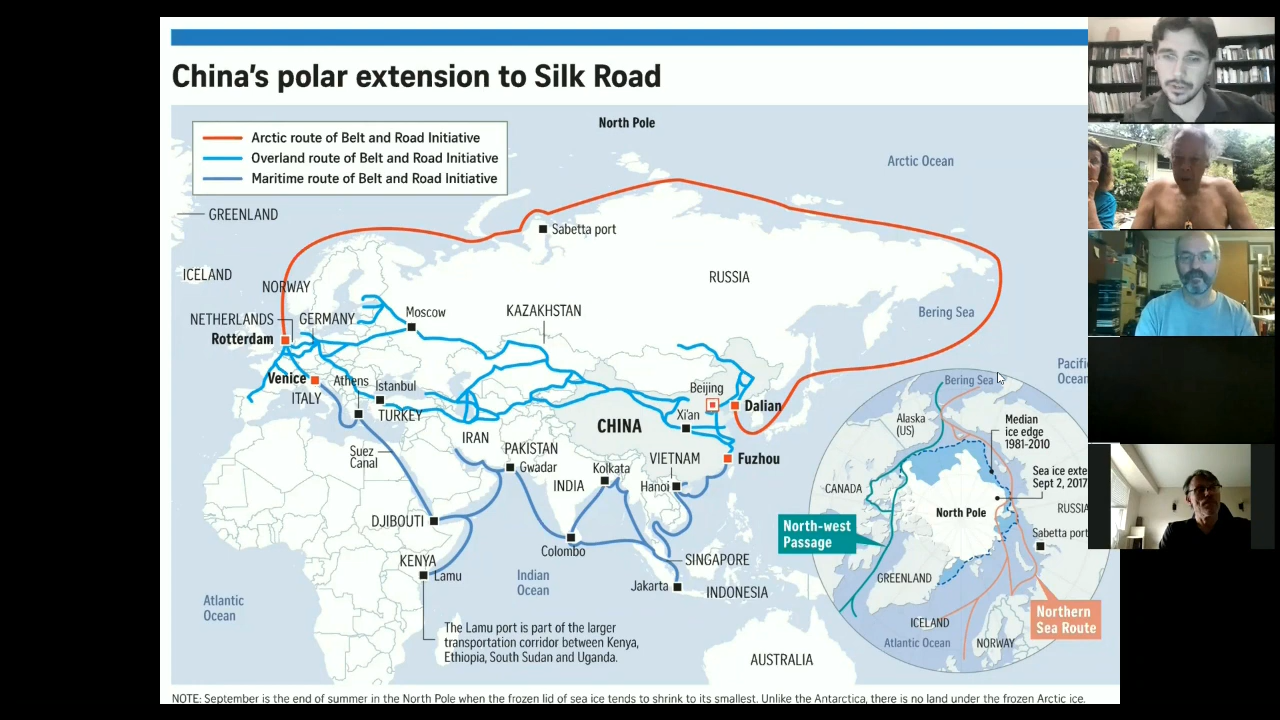 China's polar extension to Silk Road
Arctic route of Belt and Road Initiative
Overland route of Belt and Road Initiative
Maritime route of Belt and Road Initiative
North Pole
Arctic Ocean
GREENLAND
Sabetta port
ICELAND
NORWAY
RUSSIA
NETHERLANDS
GERMANY
Moscow
KAZAKHSTAN
Bering Sea
Rotterdam
Venice
ITALY
Athens
Istanbul
TURKEY
Beijing
Dalian
Xi'an
CHINA
Pacific
Ocean
IRAN
PAKISTAN
Gwadar
Suez
Canal
INDIA
Kolkata
VIETNAM
Hanoi
Fuzhou
DJIBOUTI
Colombo
KENYA
Lamu
SINGAPORE
Jakarta
INDONESIA
Indian
Ocean
Atlantic
Ocean
The Lamu port is part of the larger
transportation corridor between Kenya,
Ethiopia, South Sudan and Uganda.
AUSTRALIA
Bering Sea
Alaska
(US)
Median
ice edge
1981-2010
Sea ice exte
Sept 2, 2017
CANADA
North Pole
RUSSIA
Sabetta port
North-west
Passage
GREENLAND
ICELAND
Atlantic Ocean
NORWAY
Northern
Sea Route
NOTE: September is the end of summer in the North Pole when the frozen lid of sea ice tends to shrink to its smallest. Unlike the Antarctica, there is no land under the frozen Arctic ice.